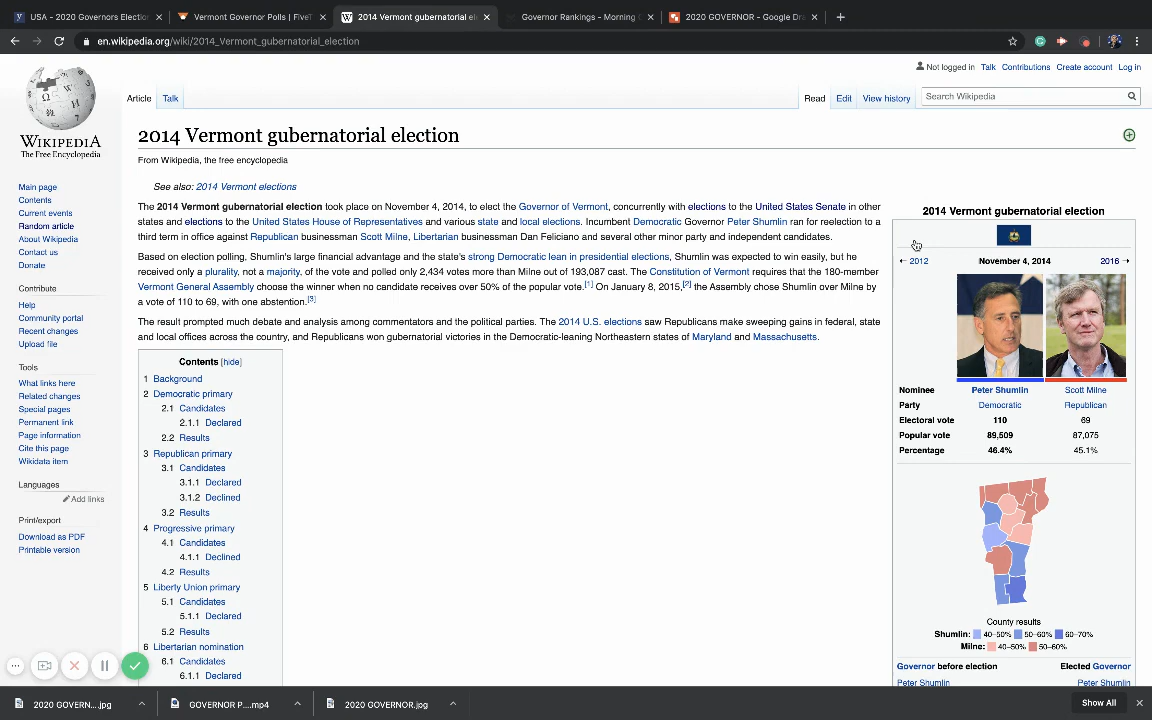 USA - 2020 Governors Election
Vermont Governor Polls | FiveT
2014 Vermont gubernatorial ele
Governor Rankings - Morning C
2020 GOVERNOR - Google Dra
en.wikipedia.org/wiki/2014_Vermont_gubernatorial_election
Not logged in Talk Contributions Create account Log in
Article Talk
Read Edit View history
Search Wikipedia
WIKIPEDIA
The Free Encyclopedia
Main page
Contents
Current events
Random article
About Wikipedia
Contact us
Donate
Contribute
Help
Community portal
Recent changes
Upload file
Tools
What links here
Related changes
Special pages
Permanent link
Page information
Cite this page
Wikidata item
Languages
Add links
Print/export
Download as PDF
Printable version
2014 Vermont gubernatorial election
From Wikipedia, the free encyclopedia
See also: 2014 Vermont elections
The 2014 Vermont gubernatorial election took place on November 4, 2014, to elect the Governor of Vermont, concurrently with elections to the United States Senate in other
states and elections to the United States House of Representatives and various state and local elections. Incumbent Democratic Governor Peter Shumlin ran for reelection to a
third term in office against Republican businessman Scott Milne, Libertarian businessman Dan Feliciano and several other minor party and independent candidates.
Based on election polling, Shumlin's large financial advantage and the state's strong Democratic lean in presidential elections, Shumlin was expected to win easily, but he
received only a plurality, not a majority, of the vote and polled only 2,434 votes more than Milne out of 193,087 cast. The Constitution of Vermont requires that the 180-member
Vermont General Assembly choose the winner when no candidate receives over 50% of the popular vote.[1] On January 8, 2015,[2] the Assembly chose Shumlin over Milne by
a vote of 110 to 69, with one abstention.[3]
The result prompted much debate and analysis among commentators and the political parties. The 2014 U.S. elections saw Republicans make sweeping gains in federal, state
and local offices across the country, and Republicans won gubernatorial victories in the Democratic-leaning Northeastern states of Maryland and Massachusetts.
Contents [hide]
1 Background
2 Democratic primary
2.1 Candidates
2.1.1 Declared
2.2 Results
3 Republican primary
3.1 Candidates
3.1.1 Declared
3.1.2 Declined
3.2 Results
4 Progressive primary
4.1 Candidates
4.1.1 Declined
4.2 Results
5 Liberty Union primary
5.1 Candidates
5.1.1 Declared
5.2 Results
6 Libertarian nomination
6.1 Candidates
6.1.1 Declared
2014 Vermont gubernatorial election
← 2012 November 4, 2014 2016 →
Nominee Peter Shumlin Scott Milne
Party Democratic Republican
Electoral vote 110 69
Popular vote 89,509 87,075
Percentage 46.4% 45.1%
County results
Shumlin: 40–50% 50–60% 60–70%
Milne: 40–50% 50–60%
Governor before election Elected Governor
Peter Shumlin Peter Shumlin
2020 GOVERN....jpg
GOVERNOR P....mp4
2020 GOVERNOR.jpg
Show All